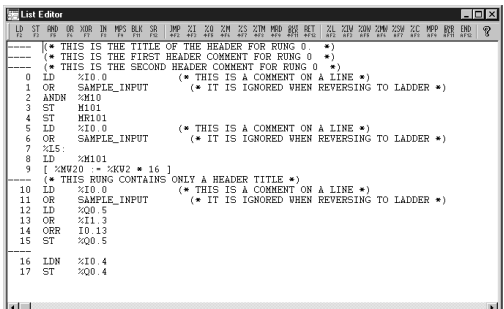 List Editor
LD ST AND OR XOR IN MPS BLK SR JMP %I %Q %M %S %TM MRD RET %L %IW %QW %MW %SW %C MPP END ?
---- (* THIS IS THE TITLE OF THE HEADER FOR RUNG 0. *)
---- (* THIS IS THE FIRST HEADER COMMENT FOR RUNG 0 *)
---- (* THIS IS THE SECOND HEADER COMMENT FOR RUNG 0 *)
0 LD %I0.0 (* THIS IS A COMMENT ON A LINE *)
1 OR SAMPLE_INPUT (* IT IS IGNORED WHEN REVERSING TO LADDER *)
2 ANDN %M10
3 ST M101
4 ST MR101
5 LD %I0.0 (* THIS IS A COMMENT ON A LINE *)
6 OR SAMPLE_INPUT (* IT IS IGNORED WHEN REVERSING TO LADDER *)
7 %L5:
8 LD %M101
9 [ %MW20 := %KW2 * 16 ]
---- (* THIS RUNG CONTAINS ONLY A HEADER TITLE *)
10 LD %I0.0 (* THIS IS A COMMENT ON A LINE *)
11 OR SAMPLE_INPUT (* IT IS IGNORED WHEN REVERSING TO LADDER *)
12 LD %Q0.5
13 OR %I1.3
14 ORR I0.13
15 ST %Q0.5
----
16 LDN %I0.4
17 ST %Q0.4